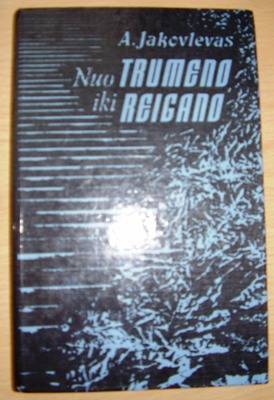 A. Jakovlevas
Nuo TRUMENO
iki REIGANO